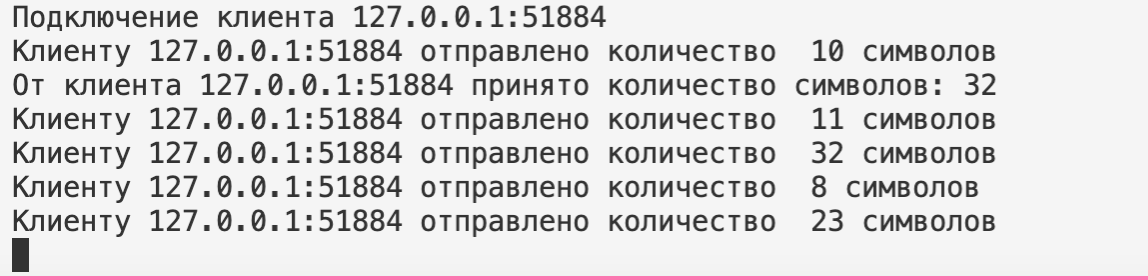 Подключение клиента 127.0.0.1:51884
Клиенту 127.0.0.1:51884 отправлено количество  10 символов
От клиента 127.0.0.1:51884 принято количество символов: 32
Клиенту 127.0.0.1:51884 отправлено количество  11 символов
Клиенту 127.0.0.1:51884 отправлено количество  32 символов
Клиенту 127.0.0.1:51884 отправлено количество  8 символов
Клиенту 127.0.0.1:51884 отправлено количество  23 символов